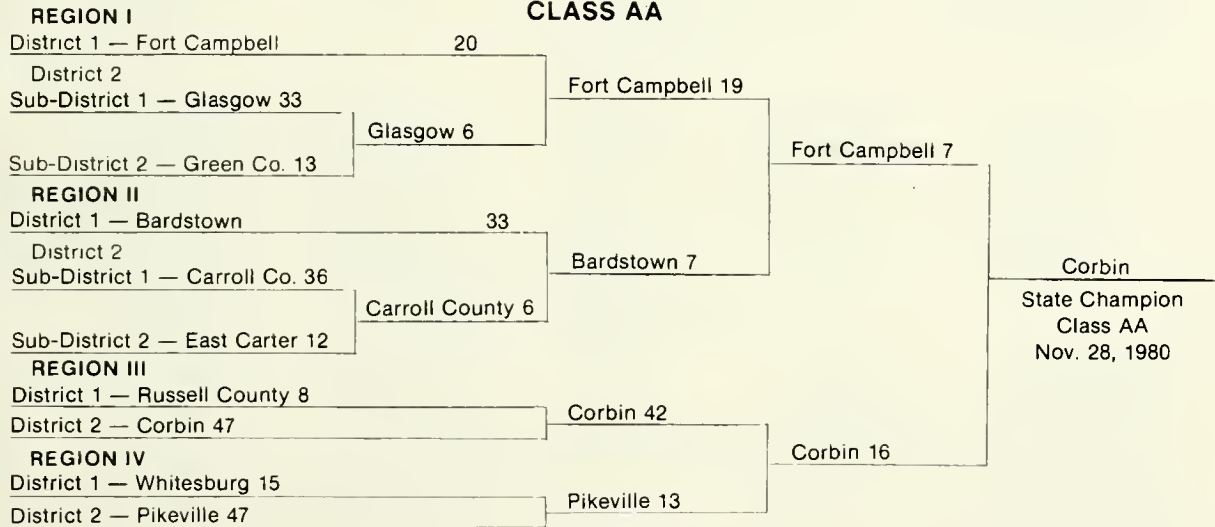 CLASS AA
REGION I
District 1 — Fort Campbell 20
District 2
Sub-District 1 — Glasgow 33
Glasgow 6
Sub-District 2 — Green Co. 13
REGION II
District 1 — Bardstown 33
District 2
Sub-District 1 — Carroll Co. 36
Carroll County 6
Sub-District 2 — East Carter 12
REGION III
District 1 — Russell County 8
District 2 — Corbin 47
REGION IV
District 1 — Whitesburg 15
District 2 — Pikeville 47
Fort Campbell 19
Bardstown 7
Corbin 42
Pikeville 13
Fort Campbell 7
Corbin 16
Corbin
State Champion
Class AA
Nov. 28, 1980